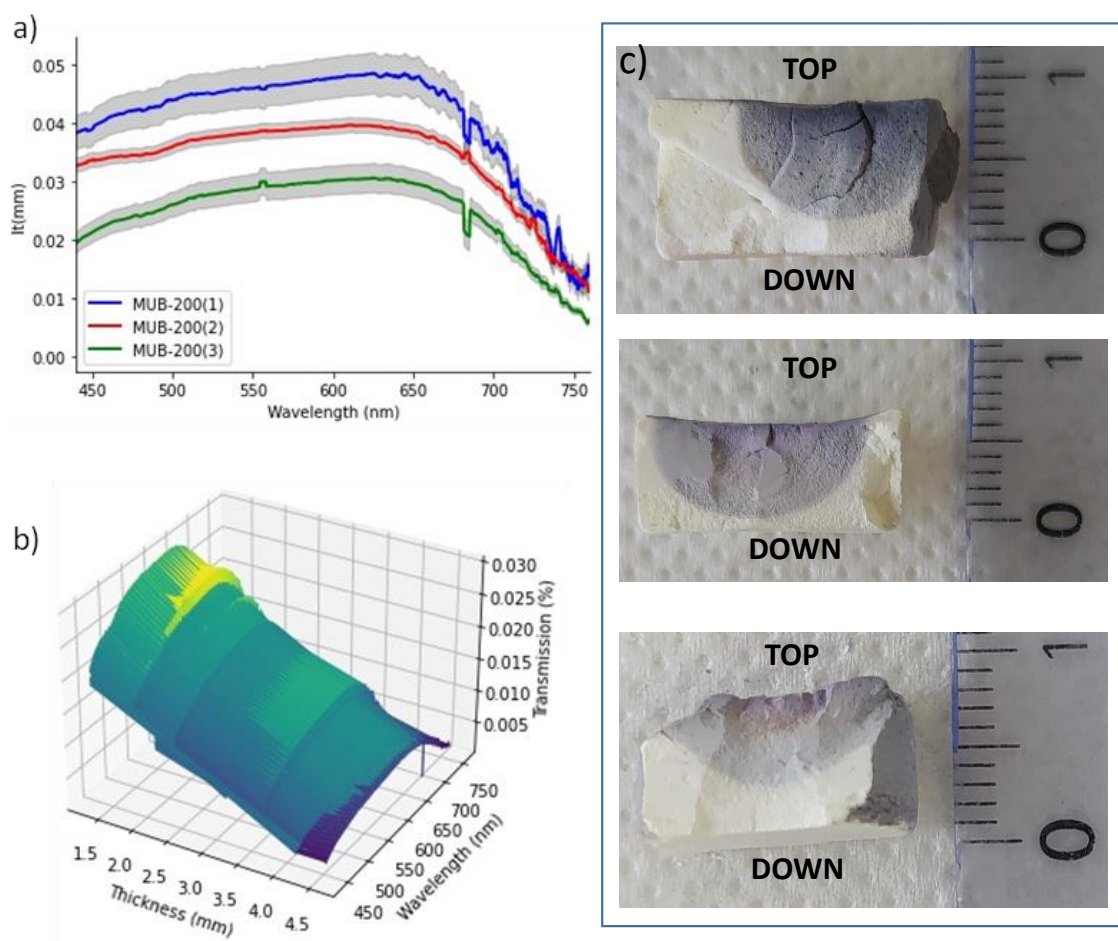 a)
0.05
0.04
0.03
0.02
0.01
0.00
It(mm)
MUB-200(1)
MUB-200(2)
MUB-200(3)
450 500 550 600 650 700 750
Wavelength (nm)
b)
0.030
0.025
0.020
0.015
0.010
0.005
Transmission (%)
1.5 2.0 2.5 3.0 3.5 4.0 4.5
Thickness (mm)
450 500 550 600 650 700 750
Wavelength (nm)
c)
TOP
DOWN
1
0
TOP
DOWN
1
0
TOP
DOWN
1
0